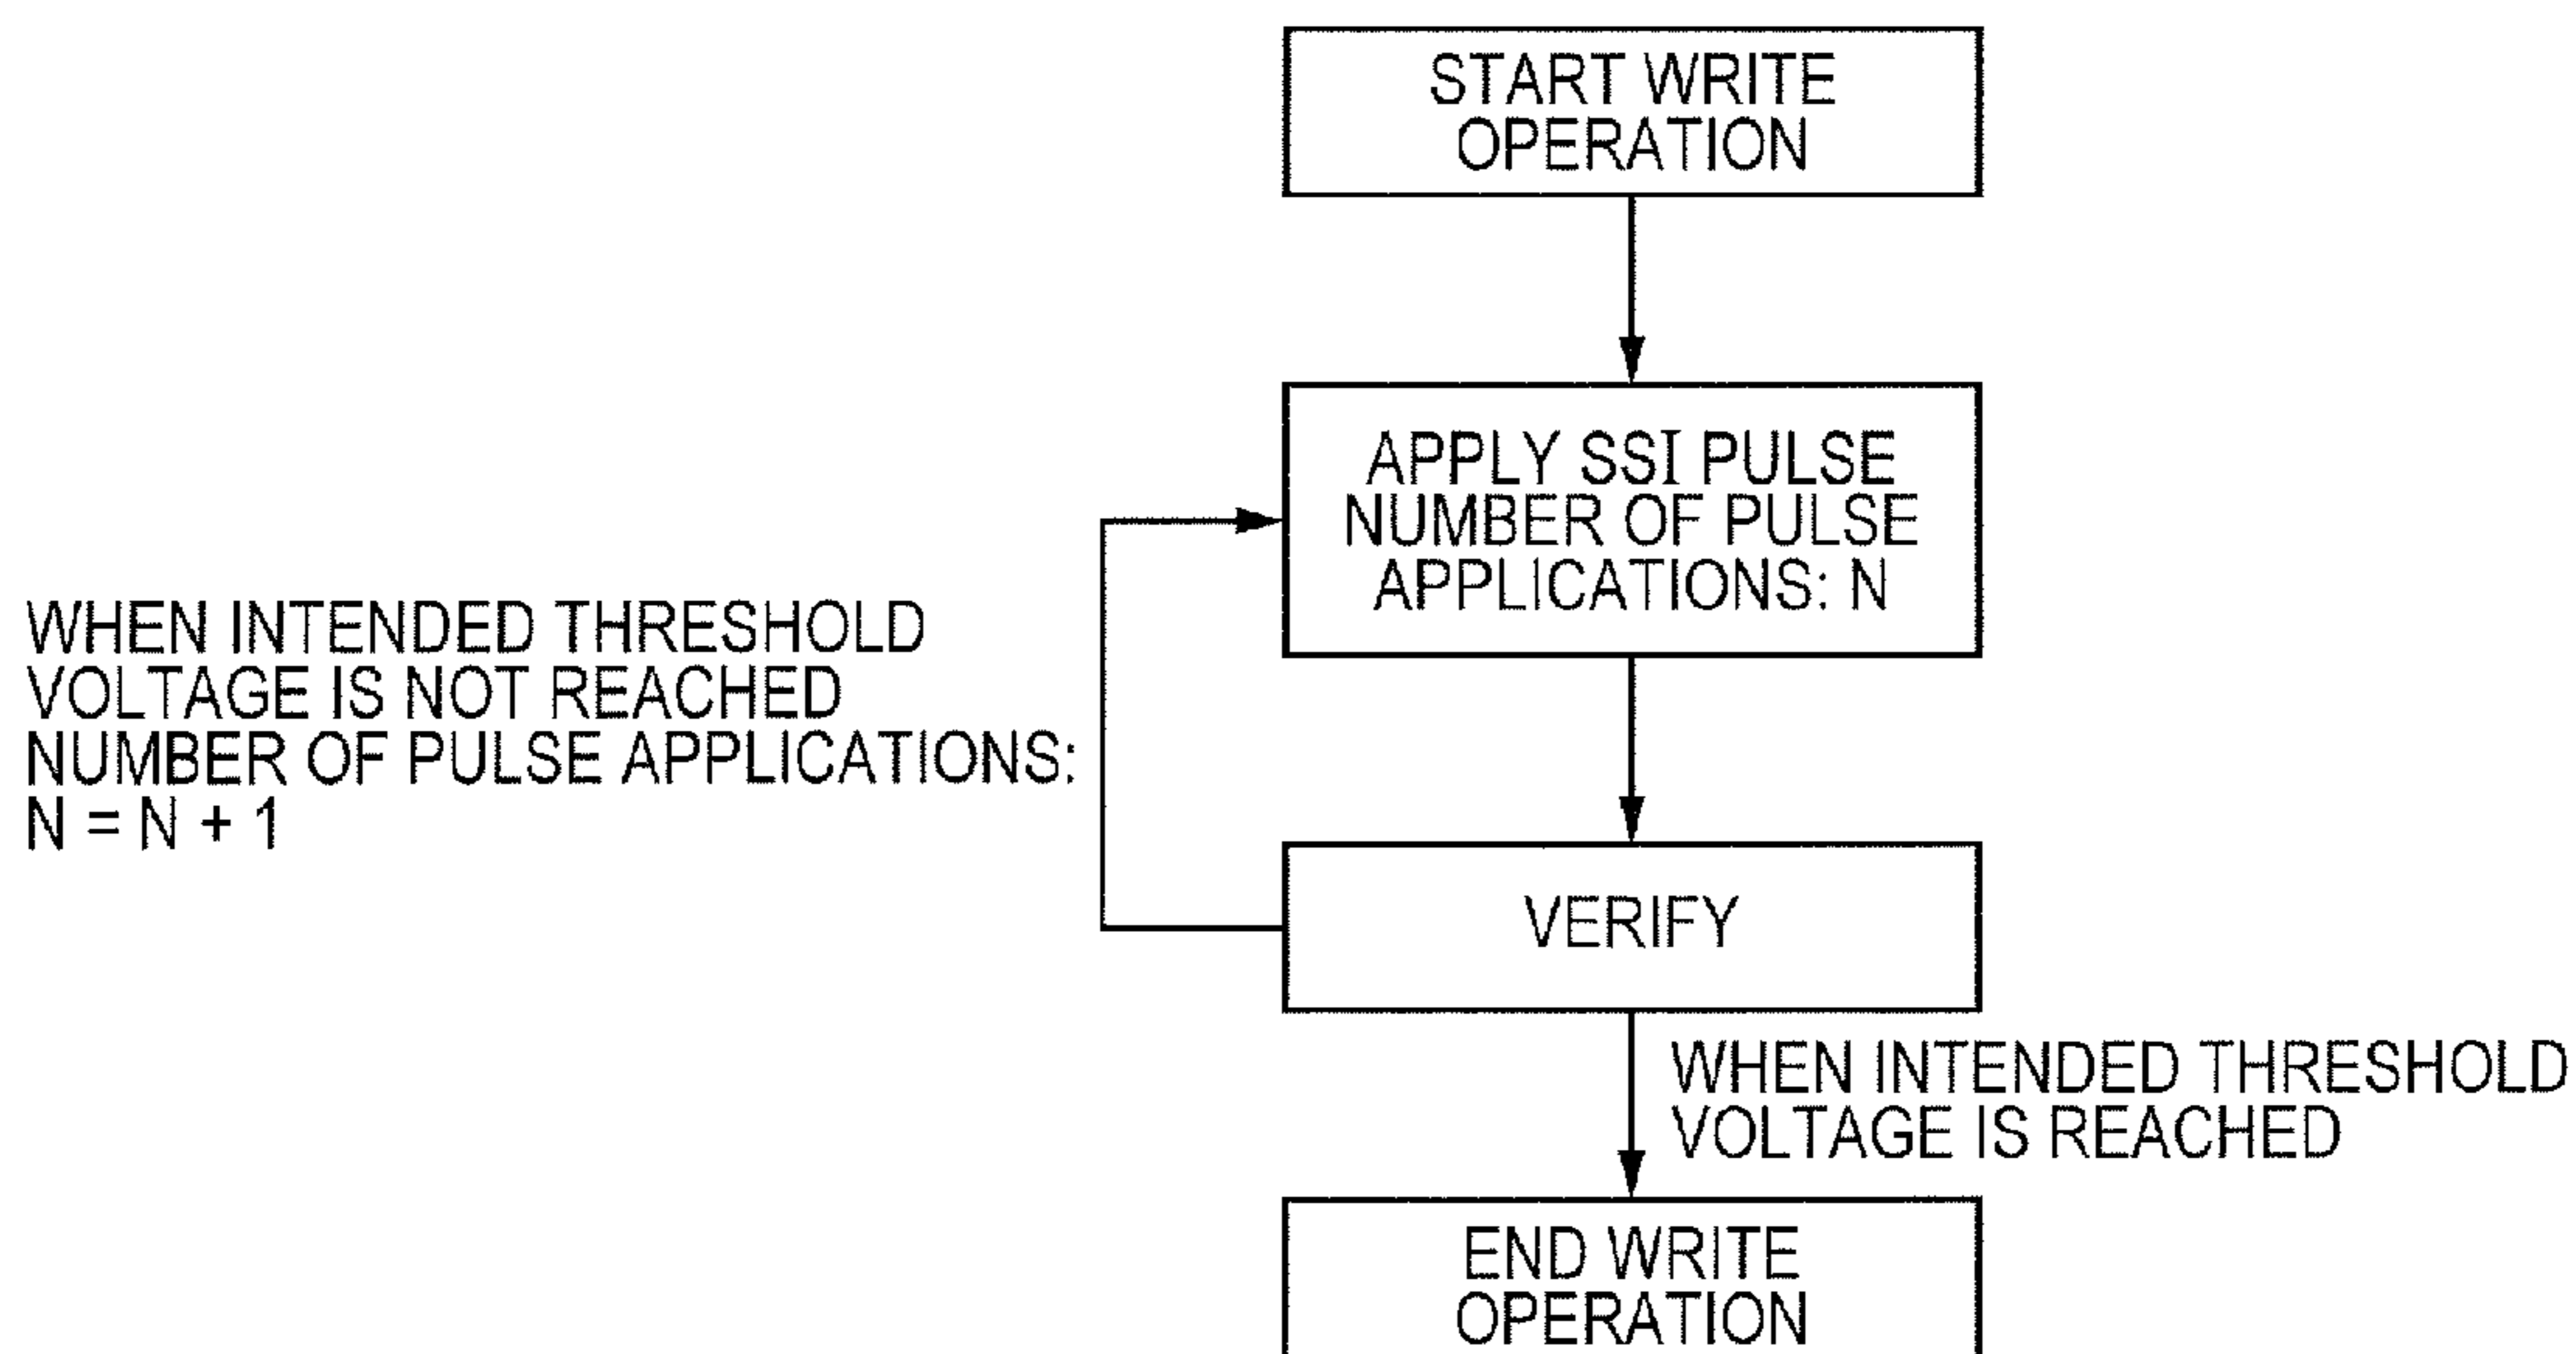 START WRITE
OPERATION
APPLY SSI PULSE
NUMBER OF PULSE
APPLICATIONS: N
WHEN INTENDED THRESHOLD
VOLTAGE IS NOT REACHED
NUMBER OF PULSE APPLICATIONS:
N = N + 1
VERIFY
WHEN INTENDED THRESHOLD
VOLTAGE IS REACHED
END WRITE
OPERATION